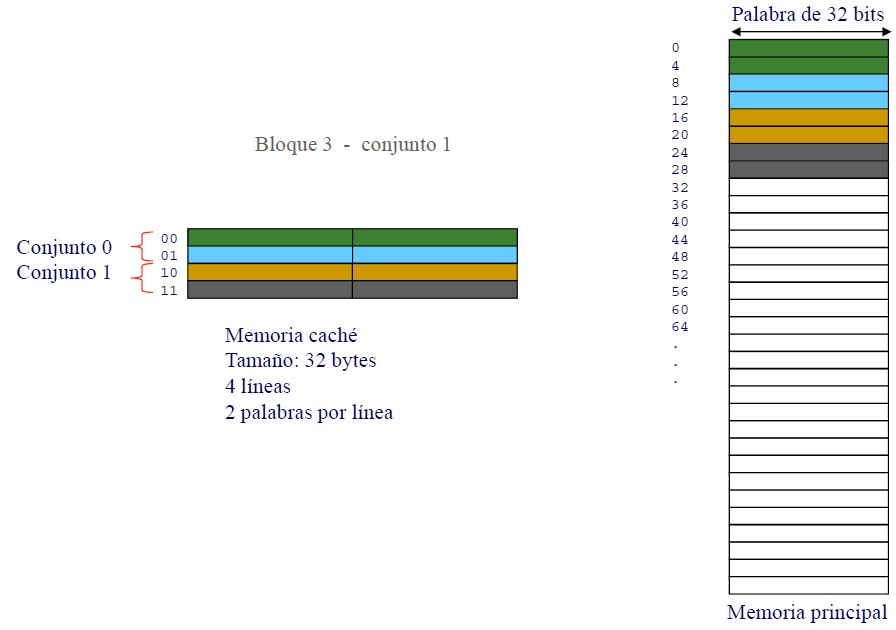 Palabra de 32 bits
0
4
8
12
16
20
24
28
32
36
40
44
48
52
56
60
64
.
.
.
Bloque 3 - conjunto 1
Conjunto 0
Conjunto 1
00
01
10
11
Memoria caché
Tamaño: 32 bytes
4 líneas
2 palabras por línea
Memoria principal